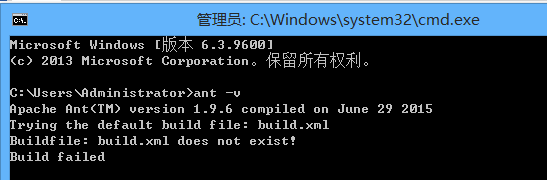 管理员: C:\Windows\system32\cmd.exe
Microsoft Windows [版本 6.3.9600]
(c) 2013 Microsoft Corporation。保留所有权利。
C:\Users\Administrator>ant -v
Apache Ant(TM) version 1.9.6 compiled on June 29 2015
Trying the default build file: build.xml
Buildfile: build.xml does not exist!
Build failed